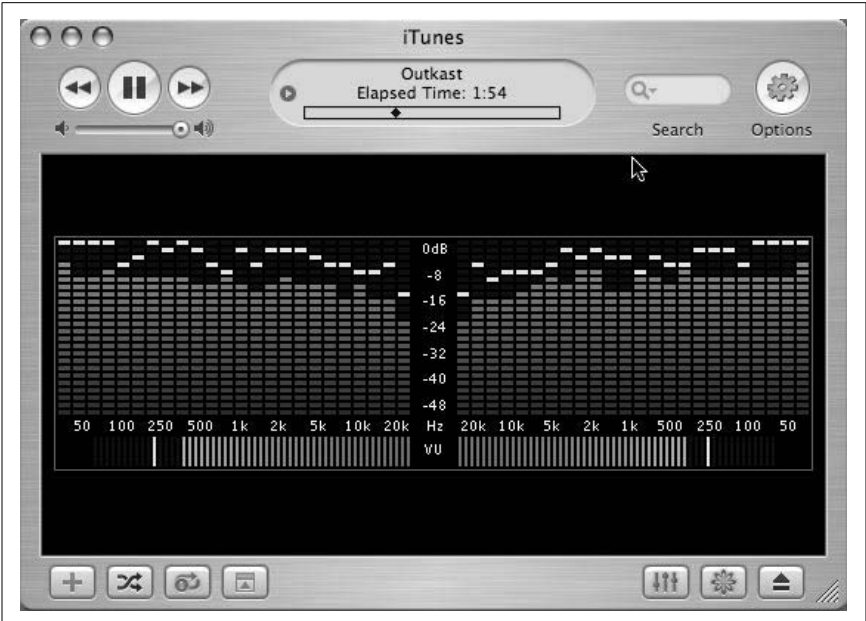 iTunes
Outkast
Elapsed Time: 1:54
Search
Options
0dB
-8
-16
-24
-32
-40
-48
50 100 250 500 1k 2k 5k 10k 20k Hz 20k 10k 5k 2k 1k 500 250 100 50
VU